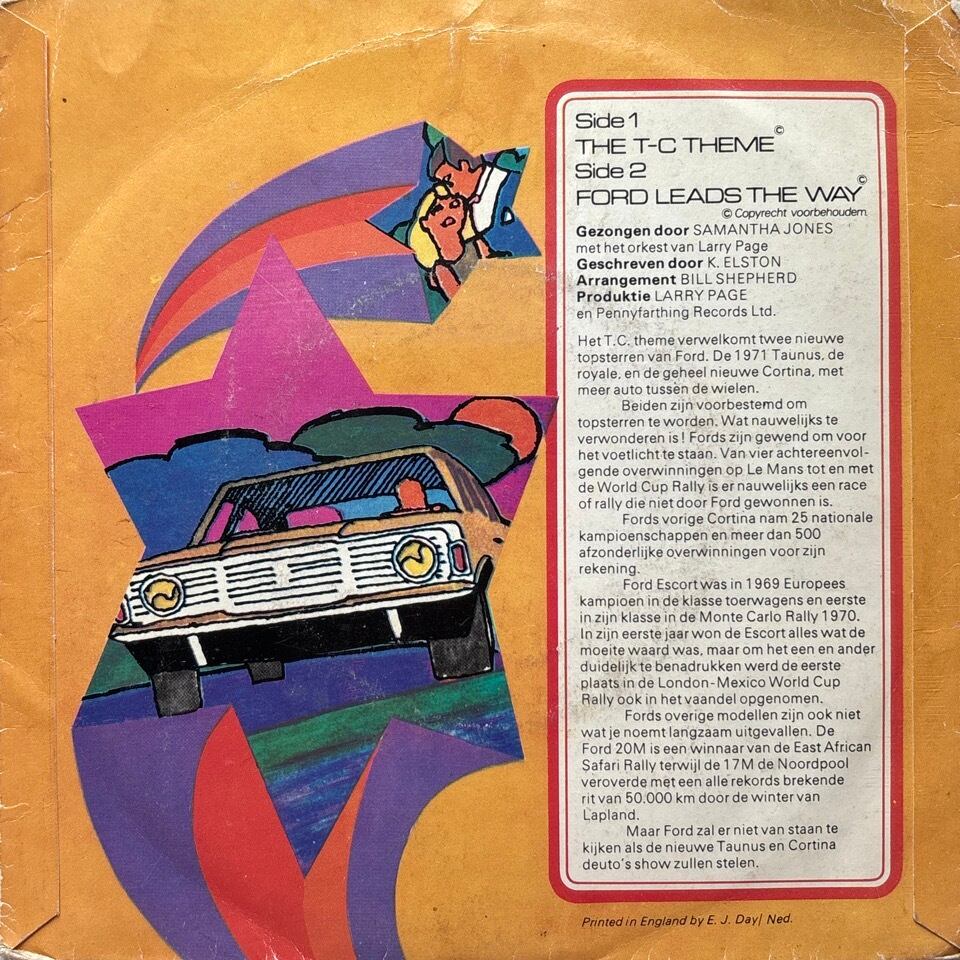 Side 1
THE T-C THEME©
Side 2
FORD LEADS THE WAY©
© Copyrecht voorbehoudem.
Gezongen door SAMANTHA JONES
met het orkest van Larry Page
Geschreven door K. ELSTON
Arrangement BILL SHEPHERD
Produktie LARRY PAGE
en Pennyfarthing Records Ltd.
Het T.C. theme verwelkomt twee nieuwe
topsterren van Ford. De 1971 Taunus, de
royale, en de geheel nieuwe Cortina, met
meer auto tussen de wielen.
Beiden zijn voorbestemd om
topsterren te worden. Wat nauwelijks te
verwonderen is! Fords zijn gewend om voor
het voetlicht te staan. Van vier achtereenvol-
gende overwinningen op Le Mans tot en met
de World Cup Rally is er nauwelijks een race
of rally die niet door Ford gewonnen is.
Fords vorige Cortina nam 25 nationale
kampioenschappen en meer dan 500
afzonderlijke overwinningen voor zijn
rekening.
Ford Escort was in 1969 Europees
kampioen in de klasse toerwagens en eerste
in zijn klasse in de Monte Carlo Rally 1970.
In zijn eerste jaar won de Escort alles wat de
moeite waard was, maar om het een en ander
duidelijk te benadrukken werd de eerste
plaats in de London-Mexico World Cup
Rally ook in het vaandel opgenomen.
Fords overige modellen zijn ook niet
wat je noemt langzaam uitgevallen. De
Ford 20M is een winnaar van de East African
Safari Rally terwijl de 17M de Noordpool
veroverde met een alle rekords brekende
rit van 50.000 km door de winter van
Lapland.
Maar Ford zal er niet van staan te
kijken als de nieuwe Taunus en Cortina
deuto's show zullen stelen.
Printed in England by E. J. Day/ Ned.